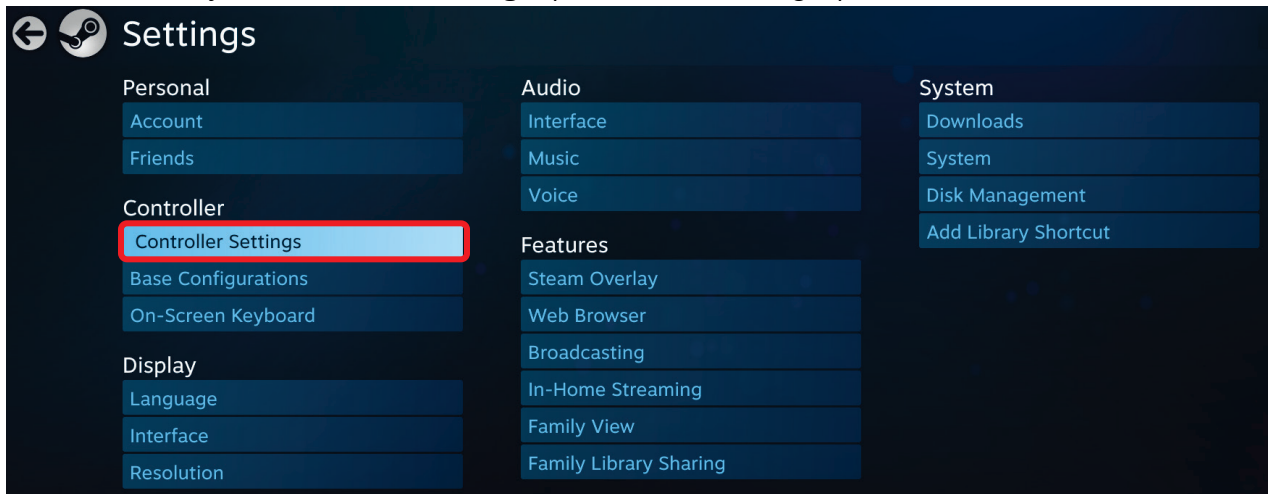 Settings
Personal
Account
Friends
Controller
Controller Settings
Base Configurations
On-Screen Keyboard
Display
Language
Interface
Resolution
Audio
Interface
Music
Voice
Features
Steam Overlay
Web Browser
Broadcasting
In-Home Streaming
Family View
Family Library Sharing
System
Downloads
System
Disk Management
Add Library Shortcut